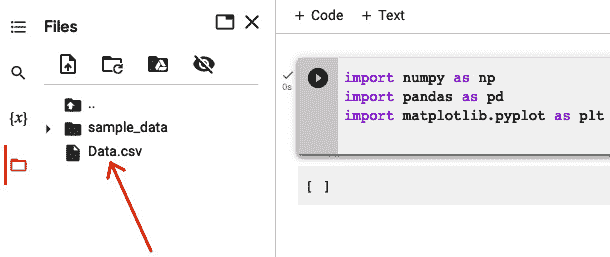 Files
{x}
..
sample_data
Data.csv
+ Code + Text
0s
import numpy as np
import pandas as pd
import matplotlib.pyplot as plt
[ ]